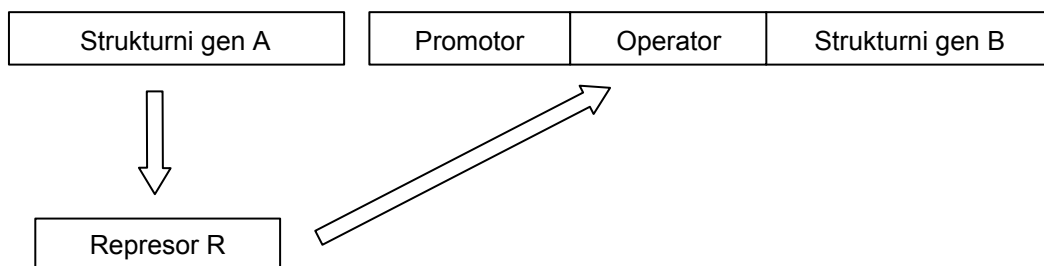 Strukturni gen A
Promotor
Operator
Strukturni gen B
Represor R